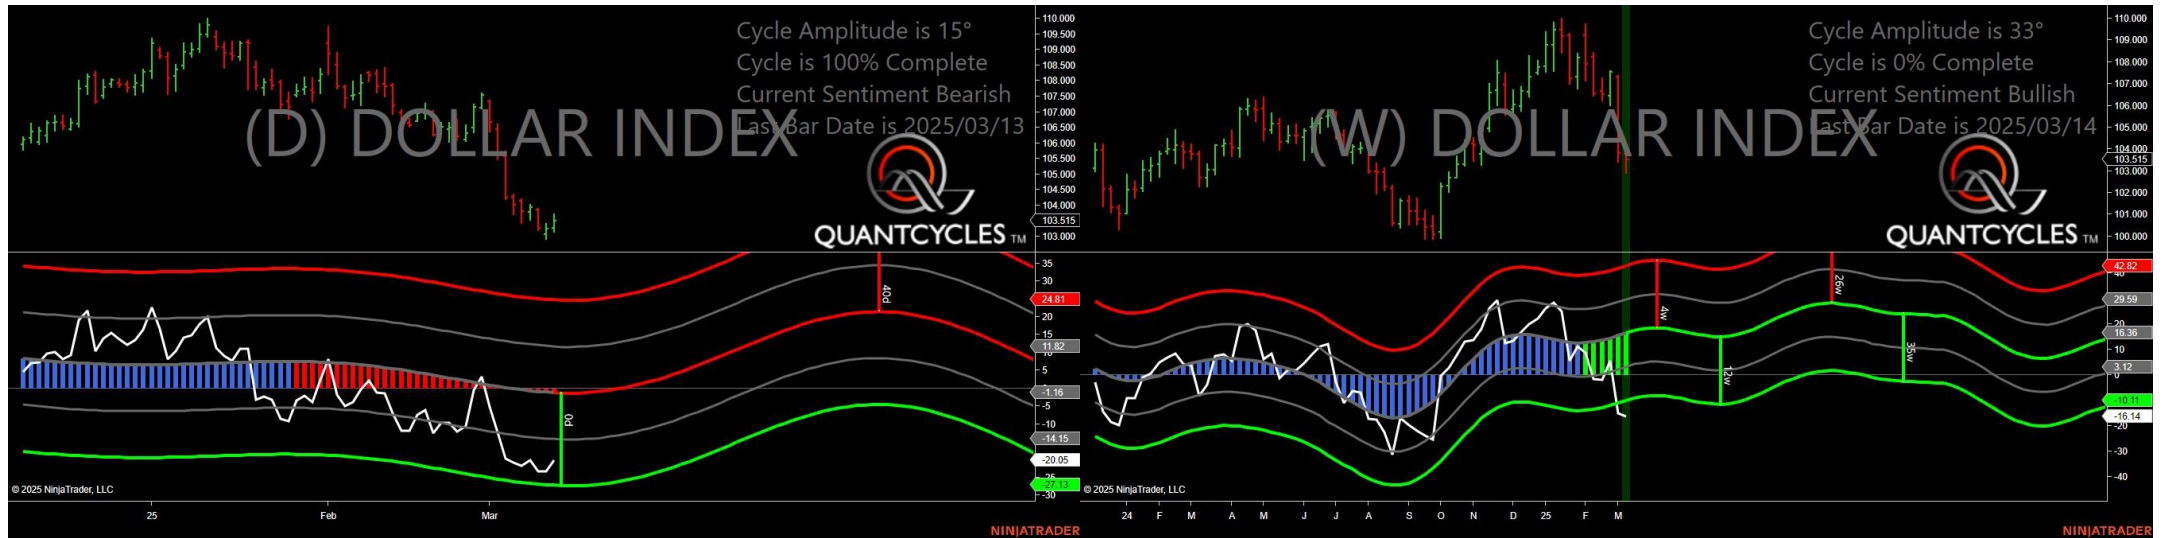 Cycle Amplitude is 15°
Cycle is 100% Complete
Current Sentiment Bearish
Last Bar Date is 2025/03/13
(D) DOLLAR INDEX
QUANTCYCLES TM
110.000
109.500
109.000
108.500
108.000
107.500
107.000
106.500
106.000
105.500
105.000
104.500
104.000
103.515
103.000
35
30
24.81
20
15
11.82
10
5
-1.16
-5
-10
-14.15
-20.05
-25
-27.13
-30
40d
0d
© 2025 NinjaTrader, LLC
25 Feb Mar
NINJATRADER
Cycle Amplitude is 33°
Cycle is 0% Complete
Current Sentiment Bullish
Last Bar Date is 2025/03/14
(W) DOLLAR INDEX
QUANTCYCLES TM
110.000
109.000
108.000
107.000
106.000
105.000
104.000
103.515
103.000
102.000
101.000
100.000
42.82
40
29.59
20
16.36
10
3.12
0
-10.11
-16.14
-20
-30
-40
4w
12w
26w
35w
© 2025 NinjaTrader, LLC
24 F M A M J J A S O N D 25 F M
NINJATRADER